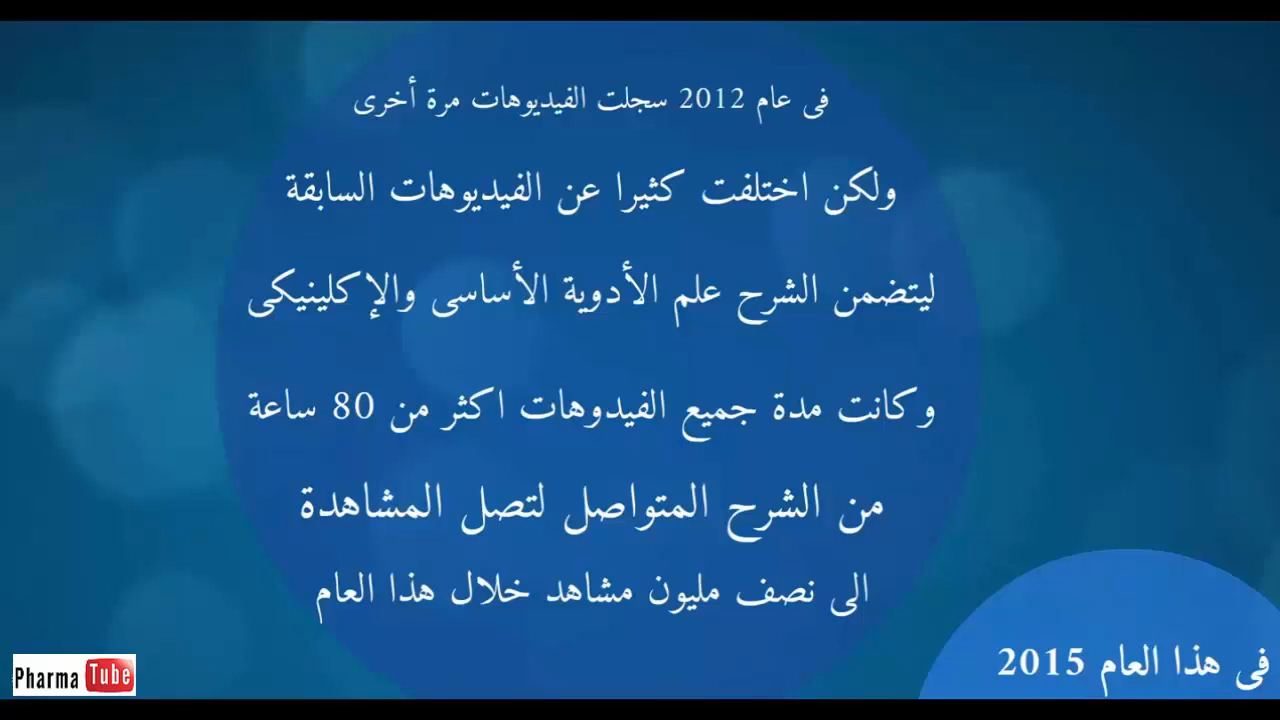 فى عام 2012 سجلت الفيديوهات مرة أخرى
ولكن اختلفت كثيرا عن الفيديوهات السابقة
ليتضمن الشرح علم الأدوية الأساسى والإكلينيكى
وكانت مدة جميع الفيدوهات اكثر من 80 ساعة
من الشرح المتواصل لتصل المشاهدة
الى نصف مليون مشاهد خلال هذا العام
فى هذا العام 2015
Pharma Tube